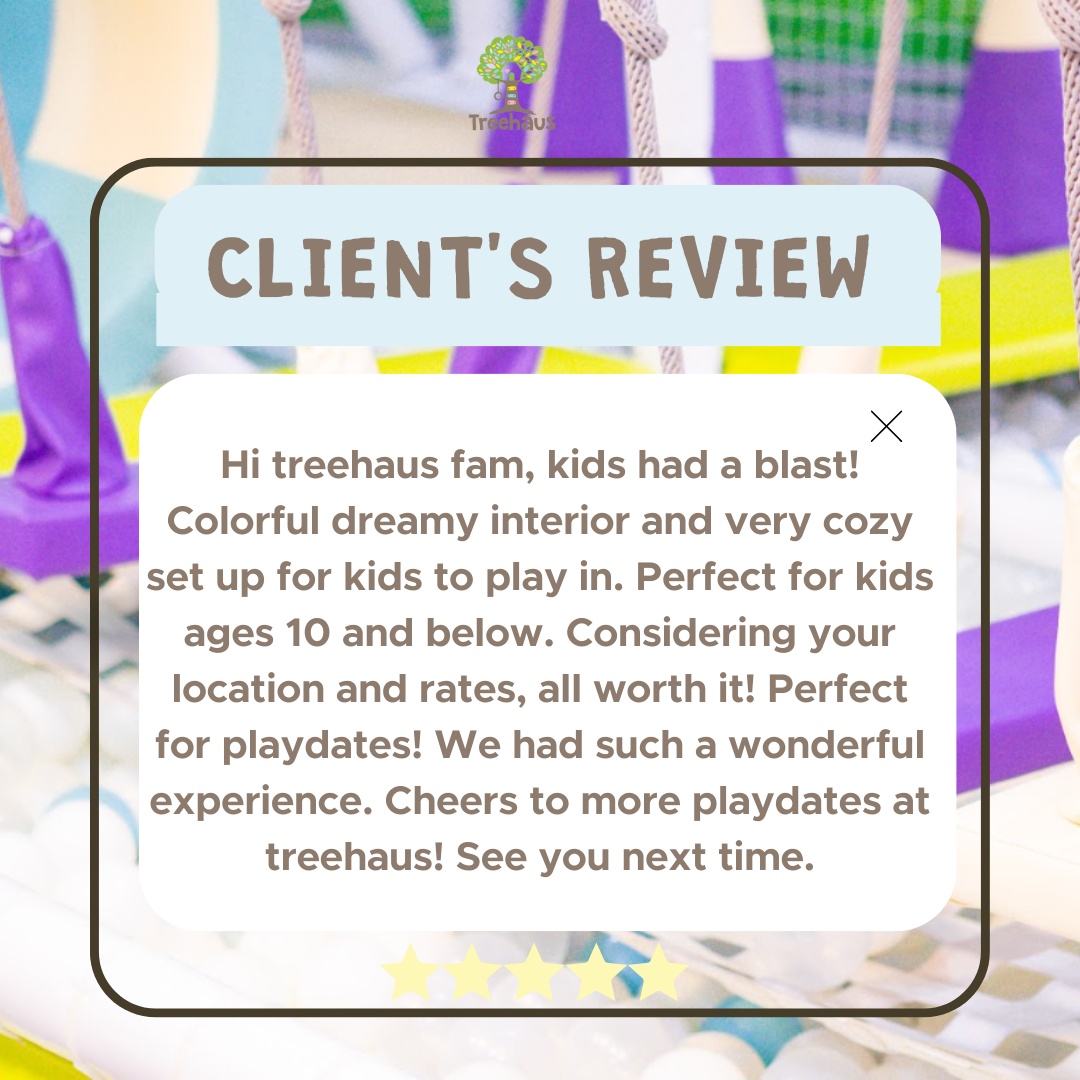 Treehaus
CLIENT'S REVIEW
Hi treehaus fam, kids had a blast!
Colorful dreamy interior and very cozy
set up for kids to play in. Perfect for kids
ages 10 and below. Considering your
location and rates, all worth it! Perfect
for playdates! We had such a wonderful
experience. Cheers to more playdates at
treehaus! See you next time.